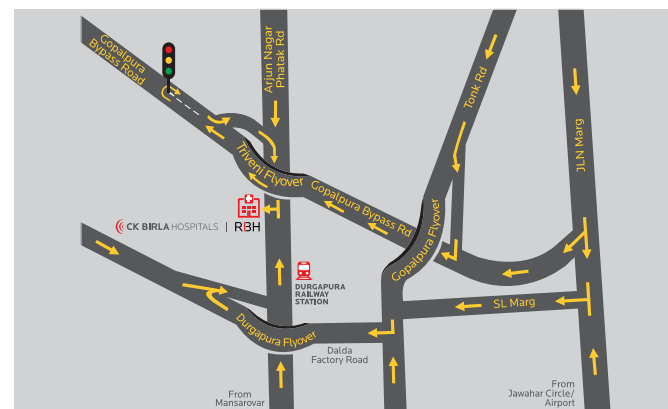 Gopalpura
Bypass Road
Arjun Nagar
Phatak Rd
Tonk Rd
JLN Marg
Triveni Flyover
Gopalpura Bypass Rd
CK BIRLA HOSPITALS | RBH
Gopalpura Flyover
DURGAPURA
RAILWAY
STATION
SL Marg
Durgapura Flyover
Dalda
Factory Road
From
Mansarovar
From
Jawahar Circle/
Airport